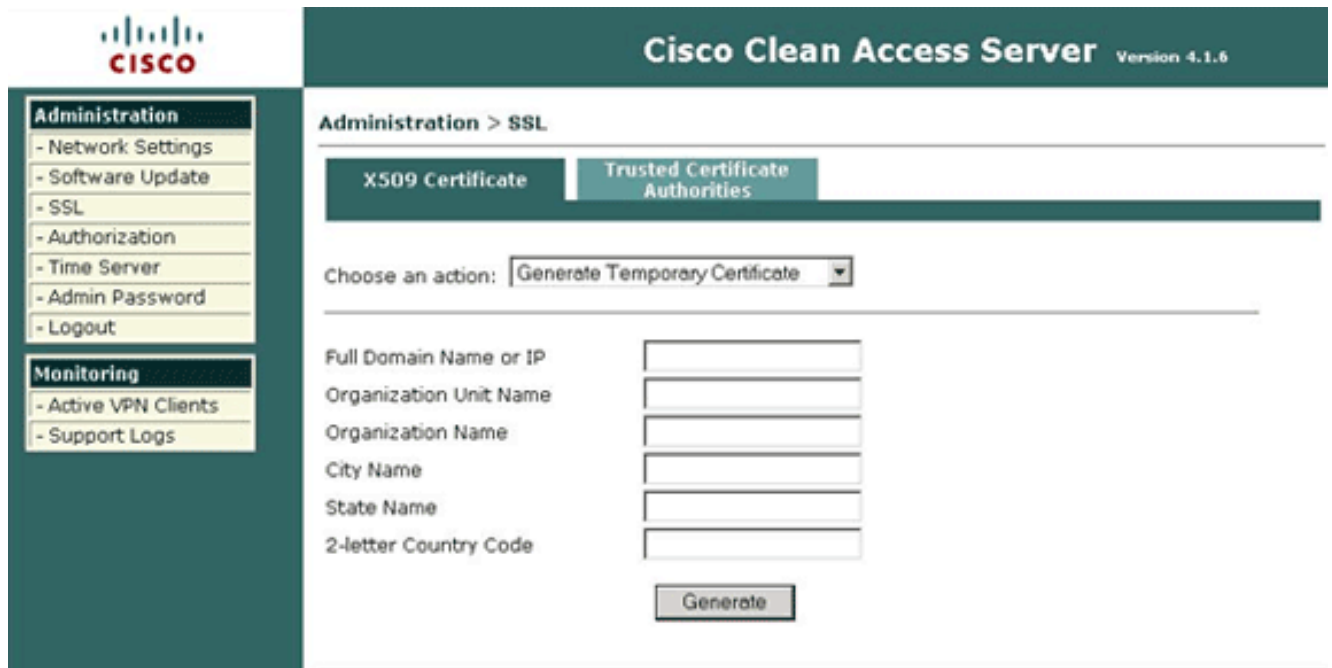 CISCO
Cisco Clean Access Server Version 4.1.6
Administration
- Network Settings
- Software Update
- SSL
- Authorization
- Time Server
- Admin Password
- Logout
Monitoring
- Active VPN Clients
- Support Logs
Administration > SSL
X509 Certificate
Trusted Certificate
Authorities
Choose an action: Generate Temporary Certificate
Full Domain Name or IP
Organization Unit Name
Organization Name
City Name
State Name
2-letter Country Code
Generate